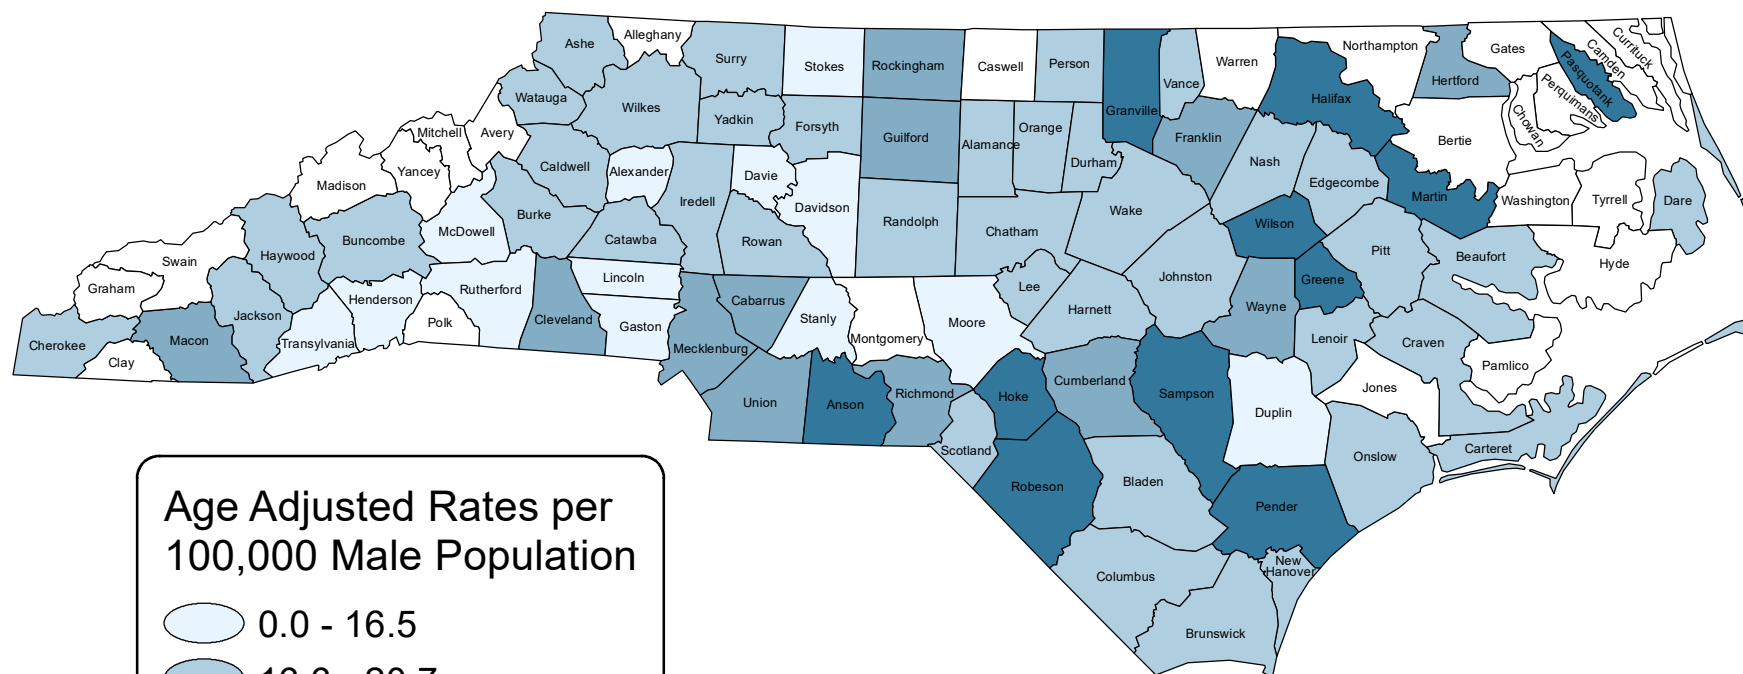 Ashe
Alleghany
Surry
Stokes
Rockingham
Caswell
Person
Granville
Vance
Warren
Halifax
Northampton
Hertford
Gates
Pasquotank
Camden
Currituck
Perquimans
Chowan
Bertie
Watauga
Wilkes
Yadkin
Forsyth
Guilford
Alamance
Orange
Durham
Franklin
Nash
Edgecombe
Martin
Washington
Tyrrell
Dare
Mitchell
Avery
Yancey
Madison
Caldwell
Alexander
Iredell
Davie
Davidson
Randolph
Chatham
Wake
Wilson
Pitt
Beaufort
Hyde
Burke
McDowell
Buncombe
Haywood
Swain
Graham
Catawba
Rowan
Lincoln
Lee
Johnston
Greene
Wayne
Harnett
Cherokee
Clay
Macon
Jackson
Transylvania
Henderson
Polk
Rutherford
Cleveland
Gaston
Cabarrus
Mecklenburg
Stanly
Montgomery
Moore
Lenoir
Craven
Pamlico
Jones
Union
Anson
Richmond
Hoke
Cumberland
Sampson
Duplin
Scotland
Robeson
Bladen
Pender
Onslow
Carteret
Columbus
New
Hanover
Brunswick
Age Adjusted Rates per
100,000 Male Population
0.0 - 16.5